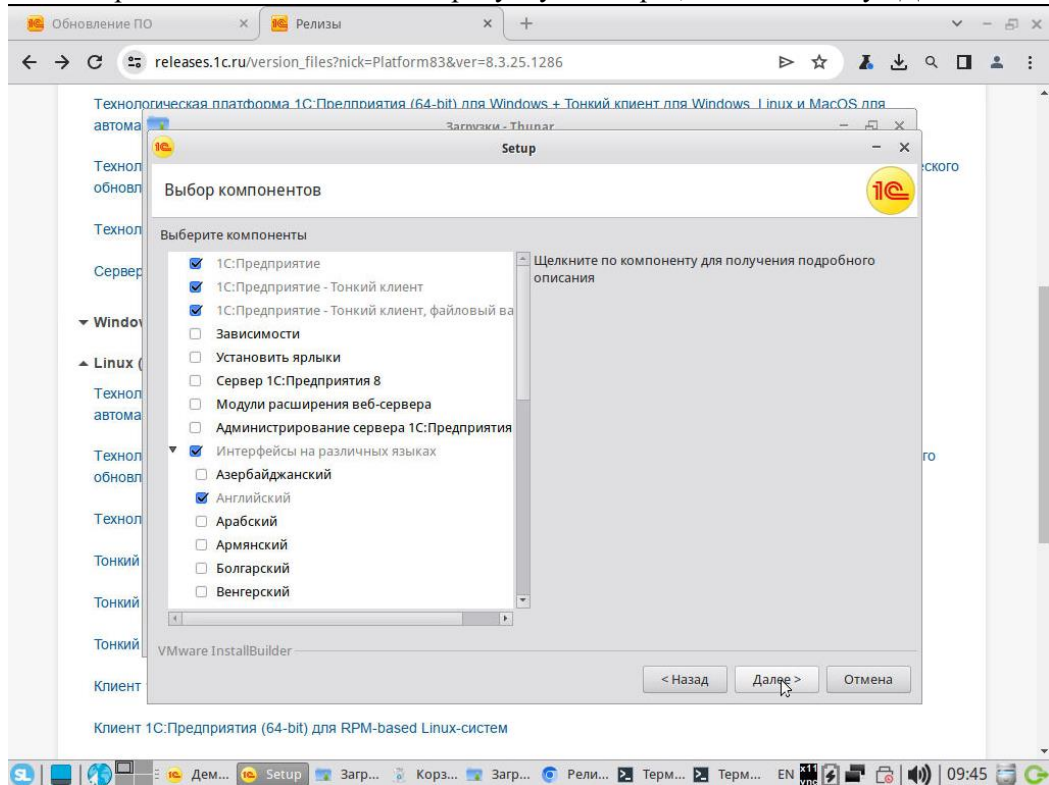 Обновление ПО
Релизы
releases.1c.ru/version_files?nick=Platform83&ver=8.3.25.1286
Технологическая платформа 1С:Предприятия (64-bit) для Windows + Тонкий клиент для Windows, Linux и MacOS для
автома
Загрузки - Thunar
Setup
Технол
ского
обновл
Выбор компонентов
1С
Технол
Выберите компоненты
Сервер
1С:Предприятие
Щелкните по компоненту для получения подробного
описания
1С:Предприятие - Тонкий клиент
1С:Предприятие - Тонкий клиент, файловый ва
Window
Зависимости
Установить ярлыки
Linux (
Сервер 1С:Предприятия 8
Технол
автома
Модули расширения веб-сервера
Администрирование сервера 1С:Предприятия
Технол
го
обновл
Интерфейсы на различных языках
Азербайджанский
Английский
Технол
Арабский
Армянский
Тонкий
Болгарский
Венгерский
Тонкий
Тонкий
VMware InstallBuilder
Клиент
< Назад
Далее >
Отмена
Клиент 1С:Предприятия (64-bit) для RPM-based Linux-систем
SL
Дем...
Setup
Загр...
Корз...
Загр...
Рели...
Терм...
Терм...
EN
x11
vnc
09:45